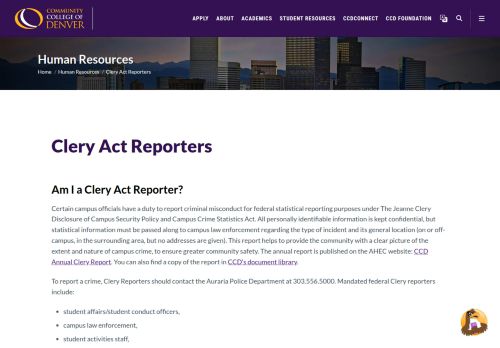 COMMUNITY
COLLEGE OF
DENVER
APPLY ABOUT ACADEMICS STUDENT RESOURCES CCDCONNECT CCD FOUNDATION
Human Resources
Home / Human Resources / Clery Act Reporters
Clery Act Reporters
Am I a Clery Act Reporter?
Certain campus officials have a duty to report criminal misconduct for federal statistical reporting purposes under The Jeanne Clery
Disclosure of Campus Security Policy and Campus Crime Statistics Act. All personally identifiable information is kept confidential, but
statistical information must be passed along to campus law enforcement regarding the type of incident and its general location (on or off-
campus, in the surrounding area, but no addresses are given). This report helps to provide the community with a clear picture of the
extent and nature of campus crime, to ensure greater community safety. The annual report is published on the AHEC website: CCD
Annual Clery Report. You can also find a copy of the report in CCD's document library.
To report a crime, Clery Reporters should contact the Auraria Police Department at 303.556.5000. Mandated federal Clery reporters
include:
• student affairs/student conduct officers,
• campus law enforcement,
• student activities staff,